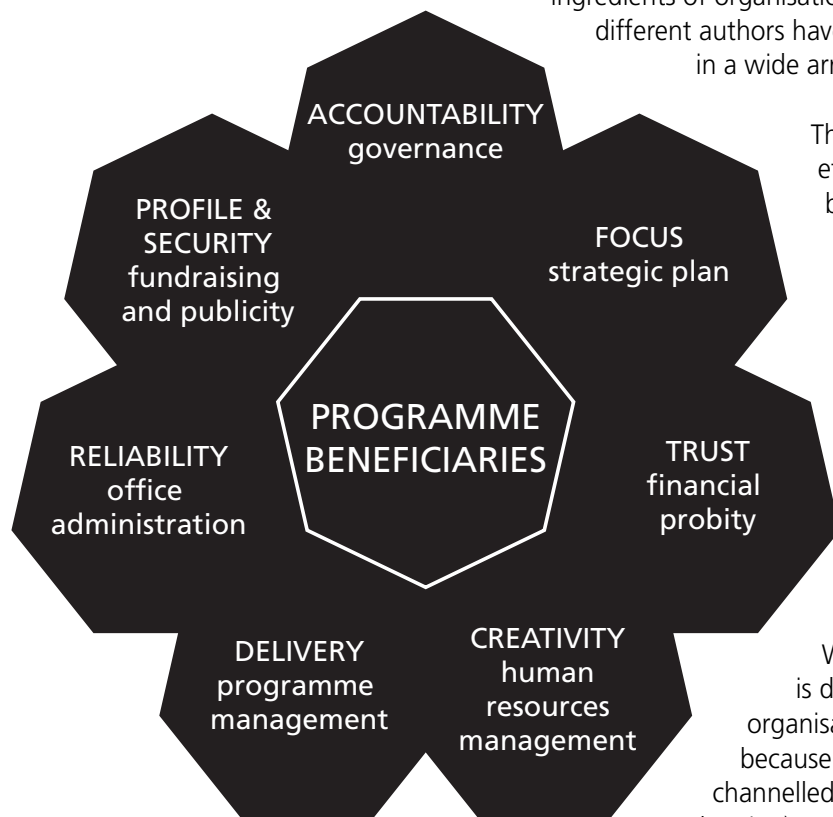 ingredients of organisatio
different authors have
in a wide arr
Th
ef
b
ACCOUNTABILITY
governance
PROFILE &
SECURITY
fundraising
and publicity
FOCUS
strategic plan
PROGRAMME
BENEFICIARIES
RELIABILITY
office
administration
TRUST
financial
probity
DELIVERY
programme
management
CREATIVITY
human
resources
management
W
is d
organisa
because
channelled